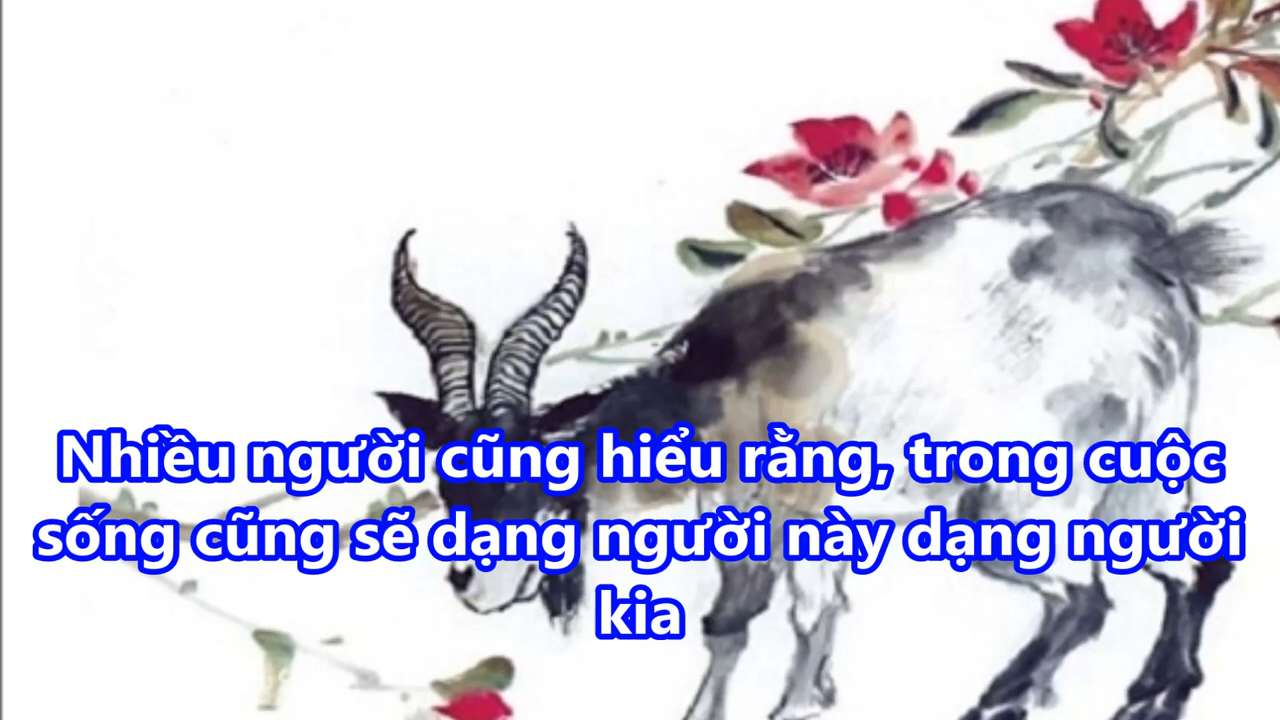 Nhiều người cũng hiểu rằng, trong cuộc
sống cũng sẽ dạng người này dạng người
kia